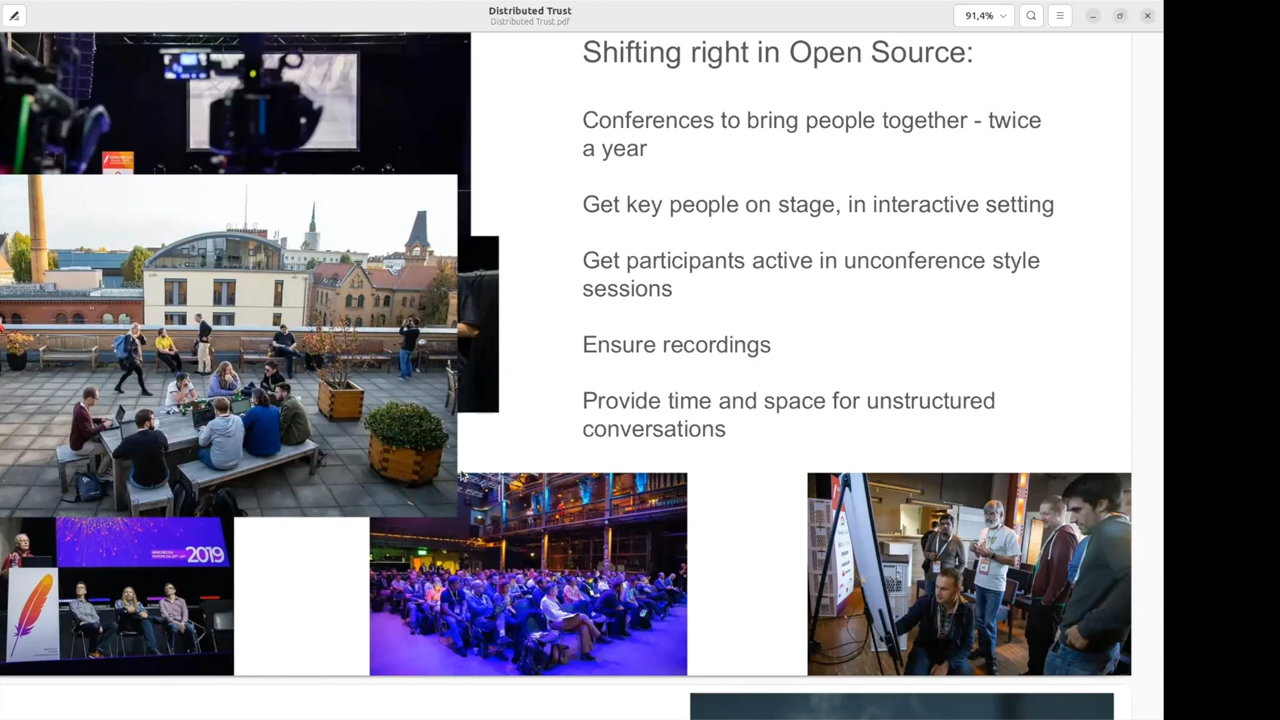 Distributed Trust
Distributed Trust.pdf
91,4%
Shifting right in Open Source:
Conferences to bring people together - twice
a year
Get key people on stage, in interactive setting
Get participants active in unconference style
sessions
Ensure recordings
Provide time and space for unstructured
conversations
2019